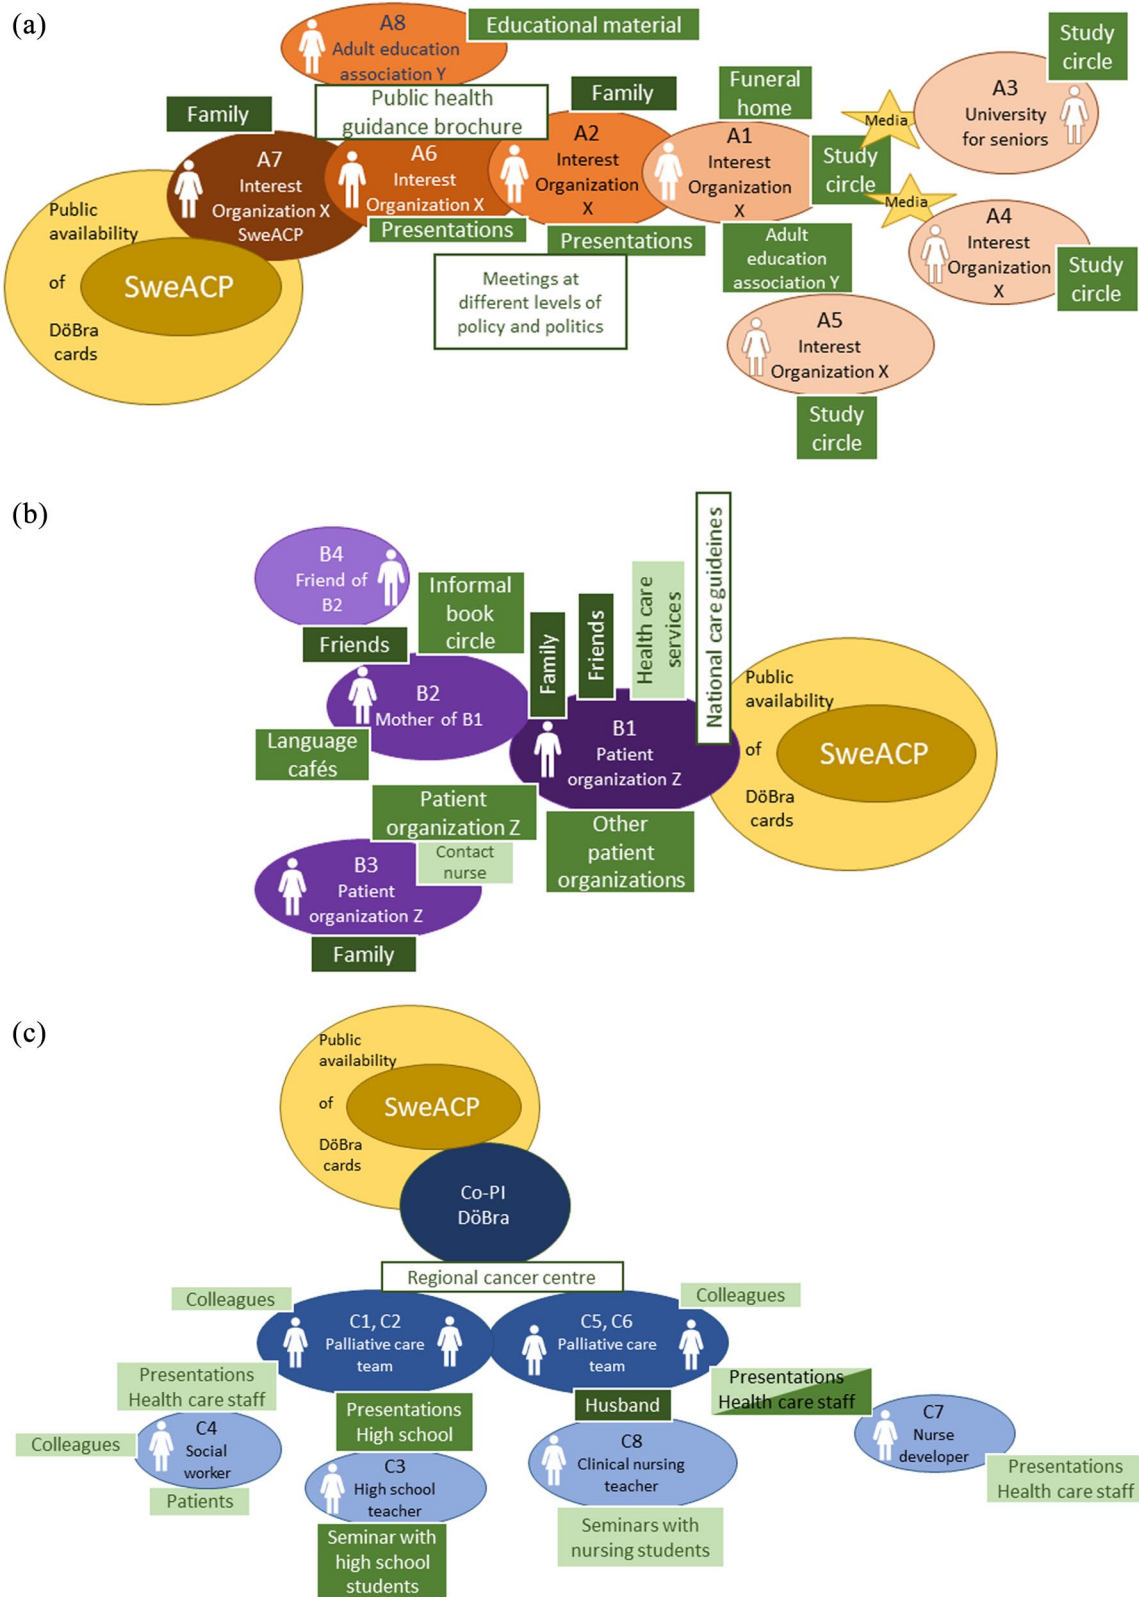 (a)
A8
Adult education
association Y
Educational material
Public health
guidance brochure
Family
A7
Interest
Organization X
SweACP
A6
Interest
Organization X
Presentations
Family
A2
Interest
Organization
X
Presentations
Meetings at
different levels of
policy and politics
Funeral
home
A1
Interest
Organization
X
Study
circle
Media
Media
Study
circle
A3
University
for seniors
A4
Interest
Organization
X
Study
circle
Adult
education
association Y
A5
Interest
Organization X
Study
circle
Public
availability
of
DöBra
cards
SweACP
(b)
B4
Friend of
B2
Friends
Informal
book
circle
B2
Mother of B1
Language
cafés
Family
Friends
Health care
services
National care guideines
B1
Patient
organization Z
Patient
organization Z
Contact
nurse
Other
patient
organizations
B3
Patient
organization Z
Family
Public
availability
of
DöBra
cards
SweACP
(c)
Public
availability
of
DöBra
cards
SweACP
Co-PI
DöBra
Regional cancer centre
Colleagues
C1, C2
Palliative care
team
C5, C6
Palliative care
team
Colleagues
Presentations
Health care staff
Colleagues
C4
Social
worker
Patients
Presentations
High school
C3
High school
teacher
Seminar with
high school
students
Husband
C8
Clinical nursing
teacher
Seminars with
nursing students
Presentations
Health care staff
C7
Nurse
developer
Presentations
Health care staff